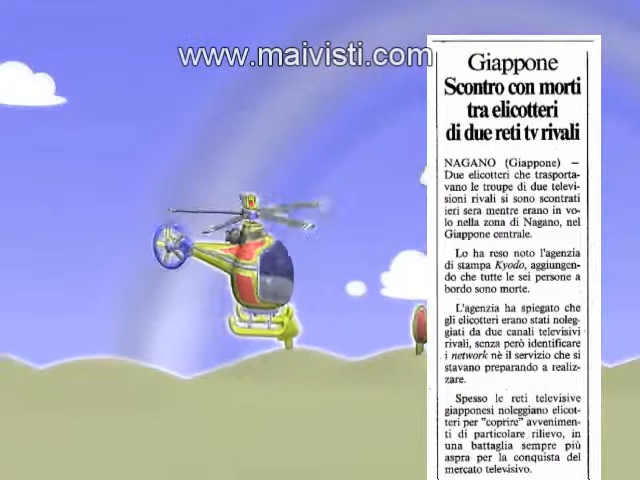 www.maivisti.com
Giappone
Scontro con morti
tra elicotteri
di due reti tv rivali
NAGANO (Giappone) –
Due elicotteri che trasporta-
vano le troupe di due televi-
sioni rivali si sono scontrati
ieri sera mentre erano in vo-
lo nella zona di Nagano, nel
Giappone centrale.
Lo ha reso noto l'agenzia
di stampa Kyodo, aggiungen-
do che tutte le sei persone a
bordo sono morte.
L'agenzia ha spiegato che
gli elicotteri erano stati noleg-
giati da due canali televisivi
rivali, senza però identificare
i network nè il servizio che si
stavano preparando a realiz-
zare.
Spesso le reti televisive
giapponesi noleggiano elicot-
teri per "coprire" avvenimen-
ti di particolare rilievo, in
una battaglia sempre più
aspra per la conquista del
mercato televisivo.